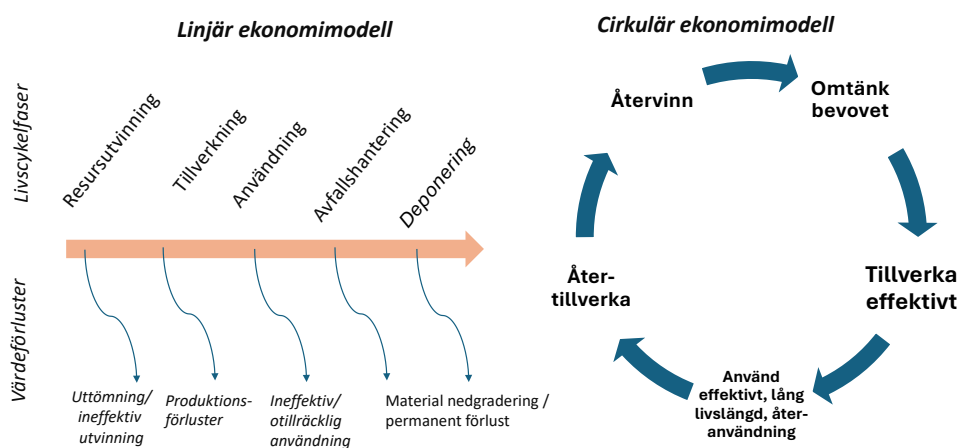 Linjär ekonomimodell
Livscykelfaser
Resursutvinning
Tillverkning
Användning
Avfallshantering
Deponering
Värdeförluster
Uttömning/
ineffektiv
utvinning
Produktions-
förluster
Ineffektiv/
otillräcklig
användning
Material nedgradering /
permanent förlust
Cirkulär ekonomimodell
Omtänk
bevovet
Tillverka
effektivt
Använd
effektivt, lång
livslängd, åter-
användning
Åter-
tillverka
Återvinn